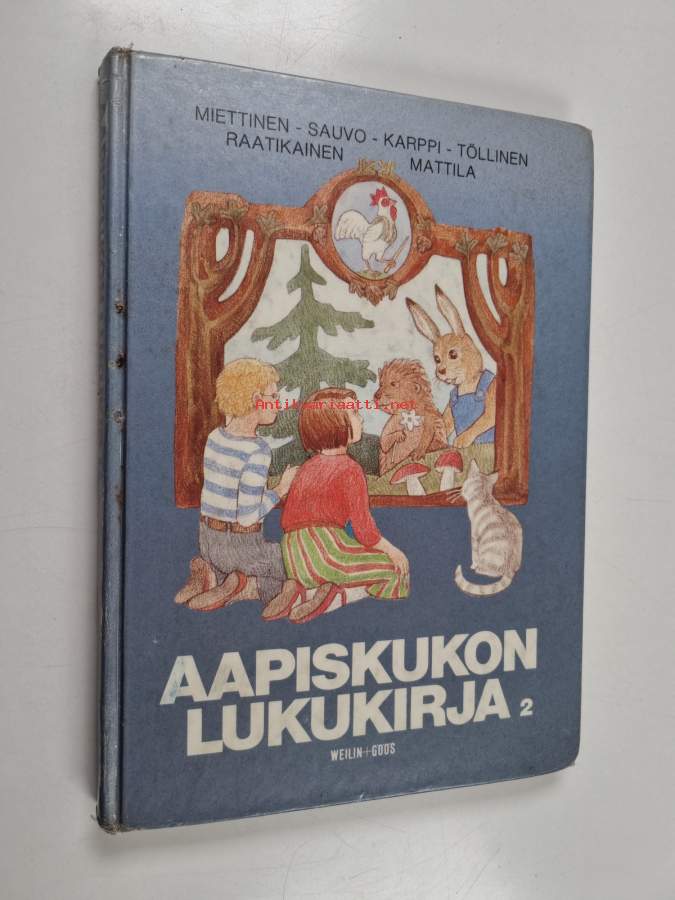 MIETTINEN - SAUVO - KARPPI - TÖLLINEN
RAATIKAINEN MATTILA
Antikvariaatti.net
AAPISKUKON
LUKUKIRJA 2
WEILIN+GÖÖS